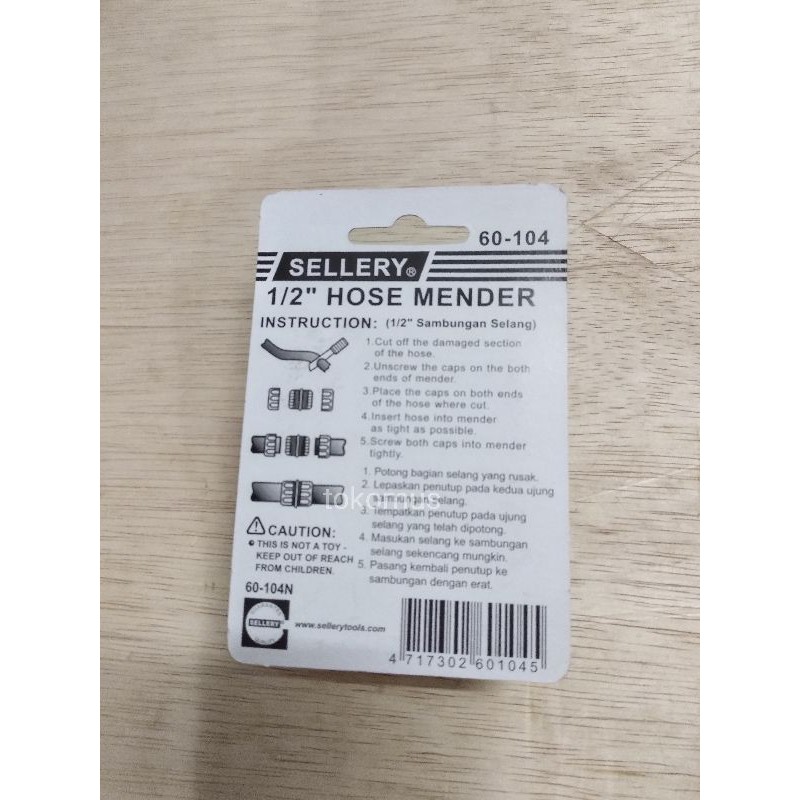 60-104
SELLERY®
1/2" HOSE MENDER
INSTRUCTION: (1/2" Sambungan Selang)
1.Cut off the damaged section
of the hose.
2.Unscrew the caps on the both
ends of mender.
3.Place the caps on both ends
of the hose where cut.
4.Insert hose into mender
as tight as possible.
5.Screw both caps into mender
tightly.
1. Potong bagian selang yang rusak.
2. Lepaskan penutup pada kedua ujung
selang.
3. Tempatkan penutup pada ujung
selang yang telah dipotong.
4. Masukan selang ke sambungan
selang sekencang mungkin.
5. Pasang kembali penutup ke
sambungan dengan erat.
CAUTION:
● THIS IS NOT A TOY -
KEEP OUT OF REACH
FROM CHILDREN.
60-104N
SELLERY
www.sellerytools.com
4 717302 601045